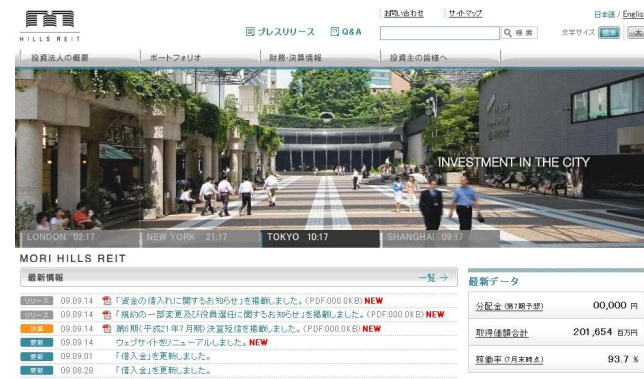 お問い合わせ サイトマップ 日本語 / Englis
HILLS REIT プレスリリース Q&A 検索 文字サイズ 標準 大
投資法人の概要 ポートフォリオ 財務・決算情報 投資主の皆様へ
INVESTMENT IN THE CITY
LONDON 02:17 NEW YORK 21:17 TOKYO 10:17 SHANGHAI 09:17
MORI HILLS REIT
最新情報 一覧 →
リリース 09.09.14 「資金の借入れに関するお知らせ」を掲載しました。(PDF:000.0KB) NEW
リリース 09.09.14 「規約の一部変更及び役員選任に関するお知らせ」を掲載しました。(PDF:000.0KB) NEW
決算 09.09.14 第6期(平成21年7月期)決算短信を掲載しました。(PDF:000.0KB) NEW
更新 09.09.14 ウェブサイトをリニューアルしました。NEW
更新 09.09.01 「借入金」を更新しました。
更新 09.08.28 「借入金」を更新しました。
最新データ
分配金 (第7期予想) 00,000 円
取得価額合計 201,654 百万円
稼働率 (7月末時点) 93.7 %